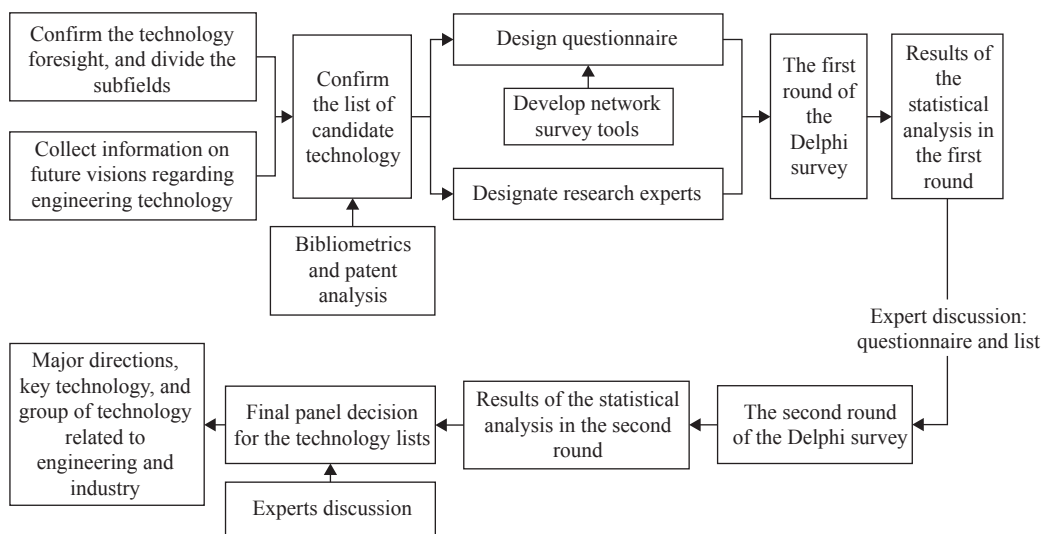 Confirm the technology
foresight, and divide the
subfields
Collect information on
future visions regarding
engineering technology
Confirm
the list of
candidate
technology
Bibliometrics
and patent
analysis
Design questionnaire
Develop network
survey tools
Designate research experts
The first
round of
the
Delphi
survey
Results of
the
statistical
analysis in
the first
round
Expert discussion:
questionnaire and list
The second round
of the Delphi survey
Results of the statistical
analysis in the second
round
Final panel decision
for the technology lists
Experts discussion
Major directions,
key technology, and
group of technology
related to
engineering and
industry